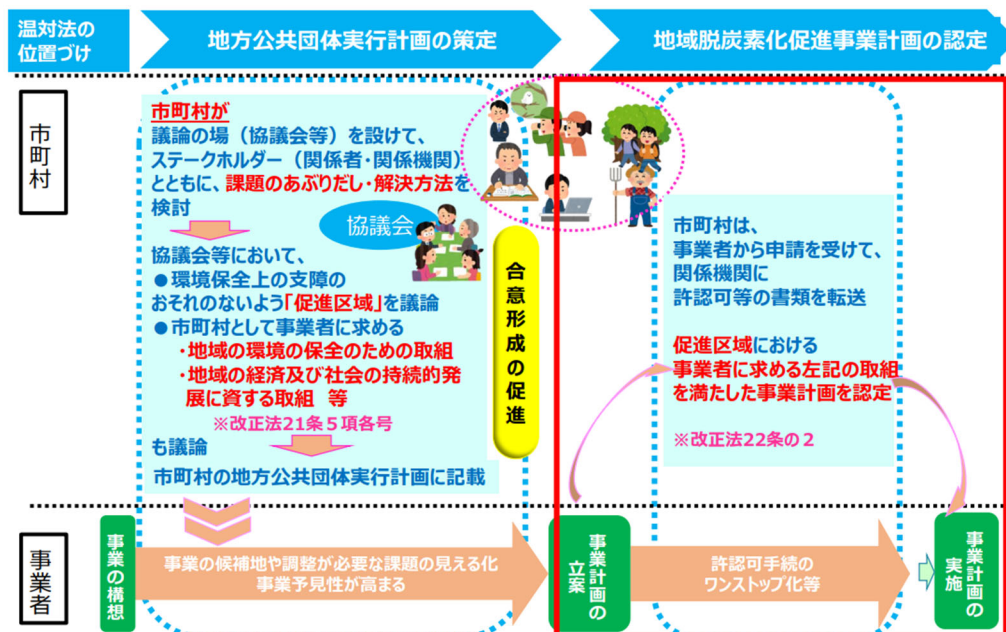 温対法の
位置づけ
地方公共団体実行計画の策定
地域脱炭素化促進事業計画の認定
市町村
市町村が
議論の場（協議会等）を設けて、
ステークホルダー（関係者・関係機関）
とともに、課題のあぶりだし・解決方法を
検討
協議会
協議会等において、
●環境保全上の支障の
おそれのないよう「促進区域」を議論
●市町村として事業者に求める
・地域の環境の保全のための取組
・地域の経済及び社会の持続的発
展に資する取組 等
※改正法21条５項各号
も議論
市町村の地方公共団体実行計画に記載
合意形成の促進
市町村は、
事業者から申請を受けて、
関係機関に
許認可等の書類を転送
促進区域における
事業者に求める左記の取組
を満たした事業計画を認定
※改正法22条の２
事業者
事業の構想
事業の候補地や調整が必要な課題の見える化
事業予見性が高まる
事業計画の
立案
許認可手続の
ワンストップ化等
事業計画の
実施